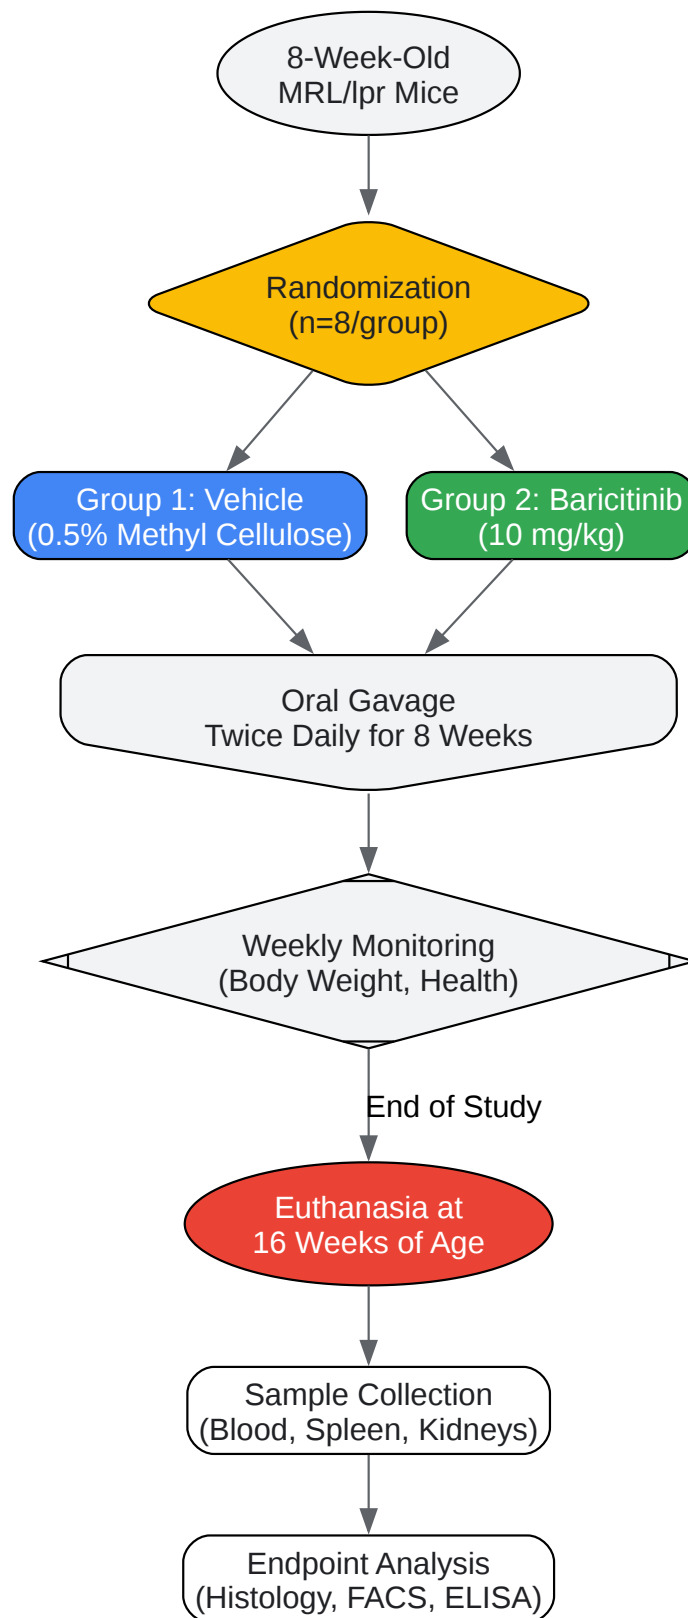 8-Week-Old
MRL/lpr Mice
Randomization
(n=8/group)
Group 1: Vehicle
(0.5% Methyl Cellulose)
Group 2: Baricitinib
(10 mg/kg)
Oral Gavage
Twice Daily for 8 Weeks
Weekly Monitoring
(Body Weight, Health)
End of Study
Euthanasia at
16 Weeks of Age
Sample Collection
(Blood, Spleen, Kidneys)
Endpoint Analysis
(Histology, FACS, ELISA)